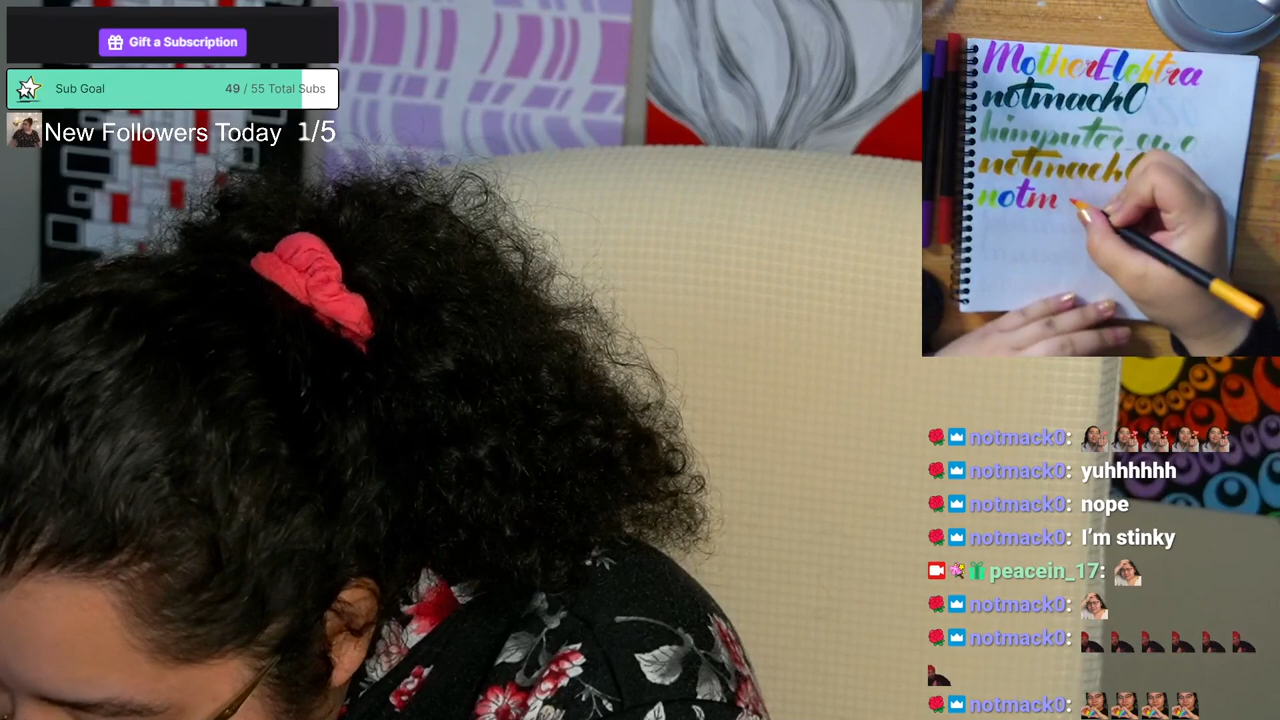 Gift a Subscription
Sub Goal 49 / 55 Total Subs
New Followers Today 1/5
MotherElektra
notmack0
himputer_owo
notmack0
notm
notmack0:
notmack0: yuhhhhhh
notmack0: nope
notmack0: I'm stinky
peacein_17:
notmack0:
notmack0:
notmack0: